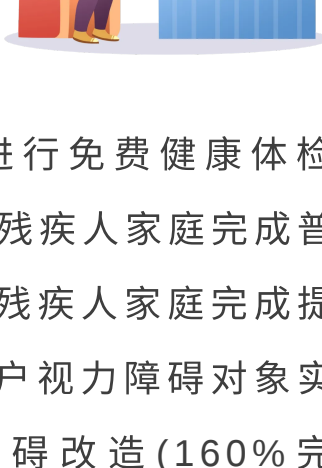 进行免费健康体检
残疾人家庭完成普
残疾人家庭完成提
户视力障碍对象实
碍改造(160%完